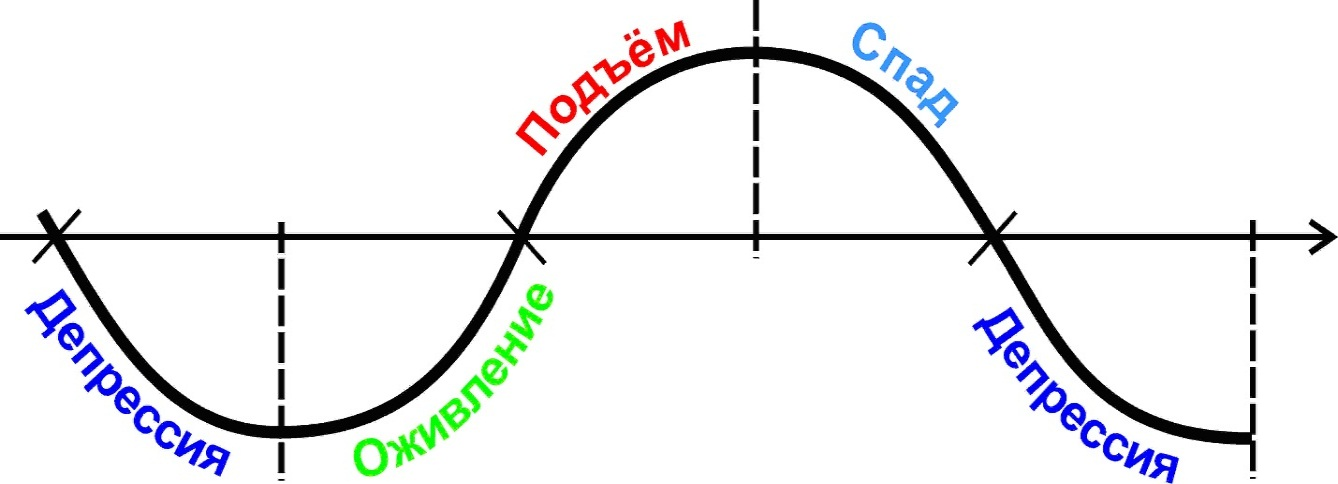 Депрессия
Оживление
Подъём
Спад
Депрессия